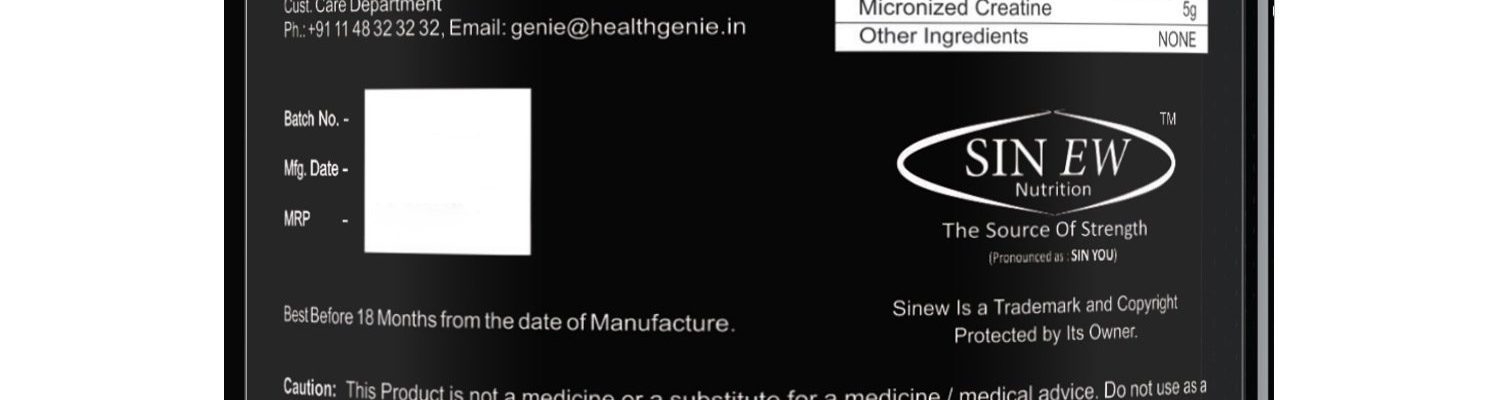 Cust. Care Department
Ph.: +91 11 48 32 32 32, Email: genie@healthgenie.in
Micronized Creatine 5g
Other Ingredients NONE
Batch No. -
Mfg. Date -
MRP -
SIN EW
TM
Nutrition
The Source Of Strength
(Pronounced as : SIN YOU)
Best Before 18 Months from the date of Manufacture.
Sinew Is a Trademark and Copyright
Protected by Its Owner.
Caution: This Product is not a medicine or a substitute for a medicine / medical advice. Do not use as a